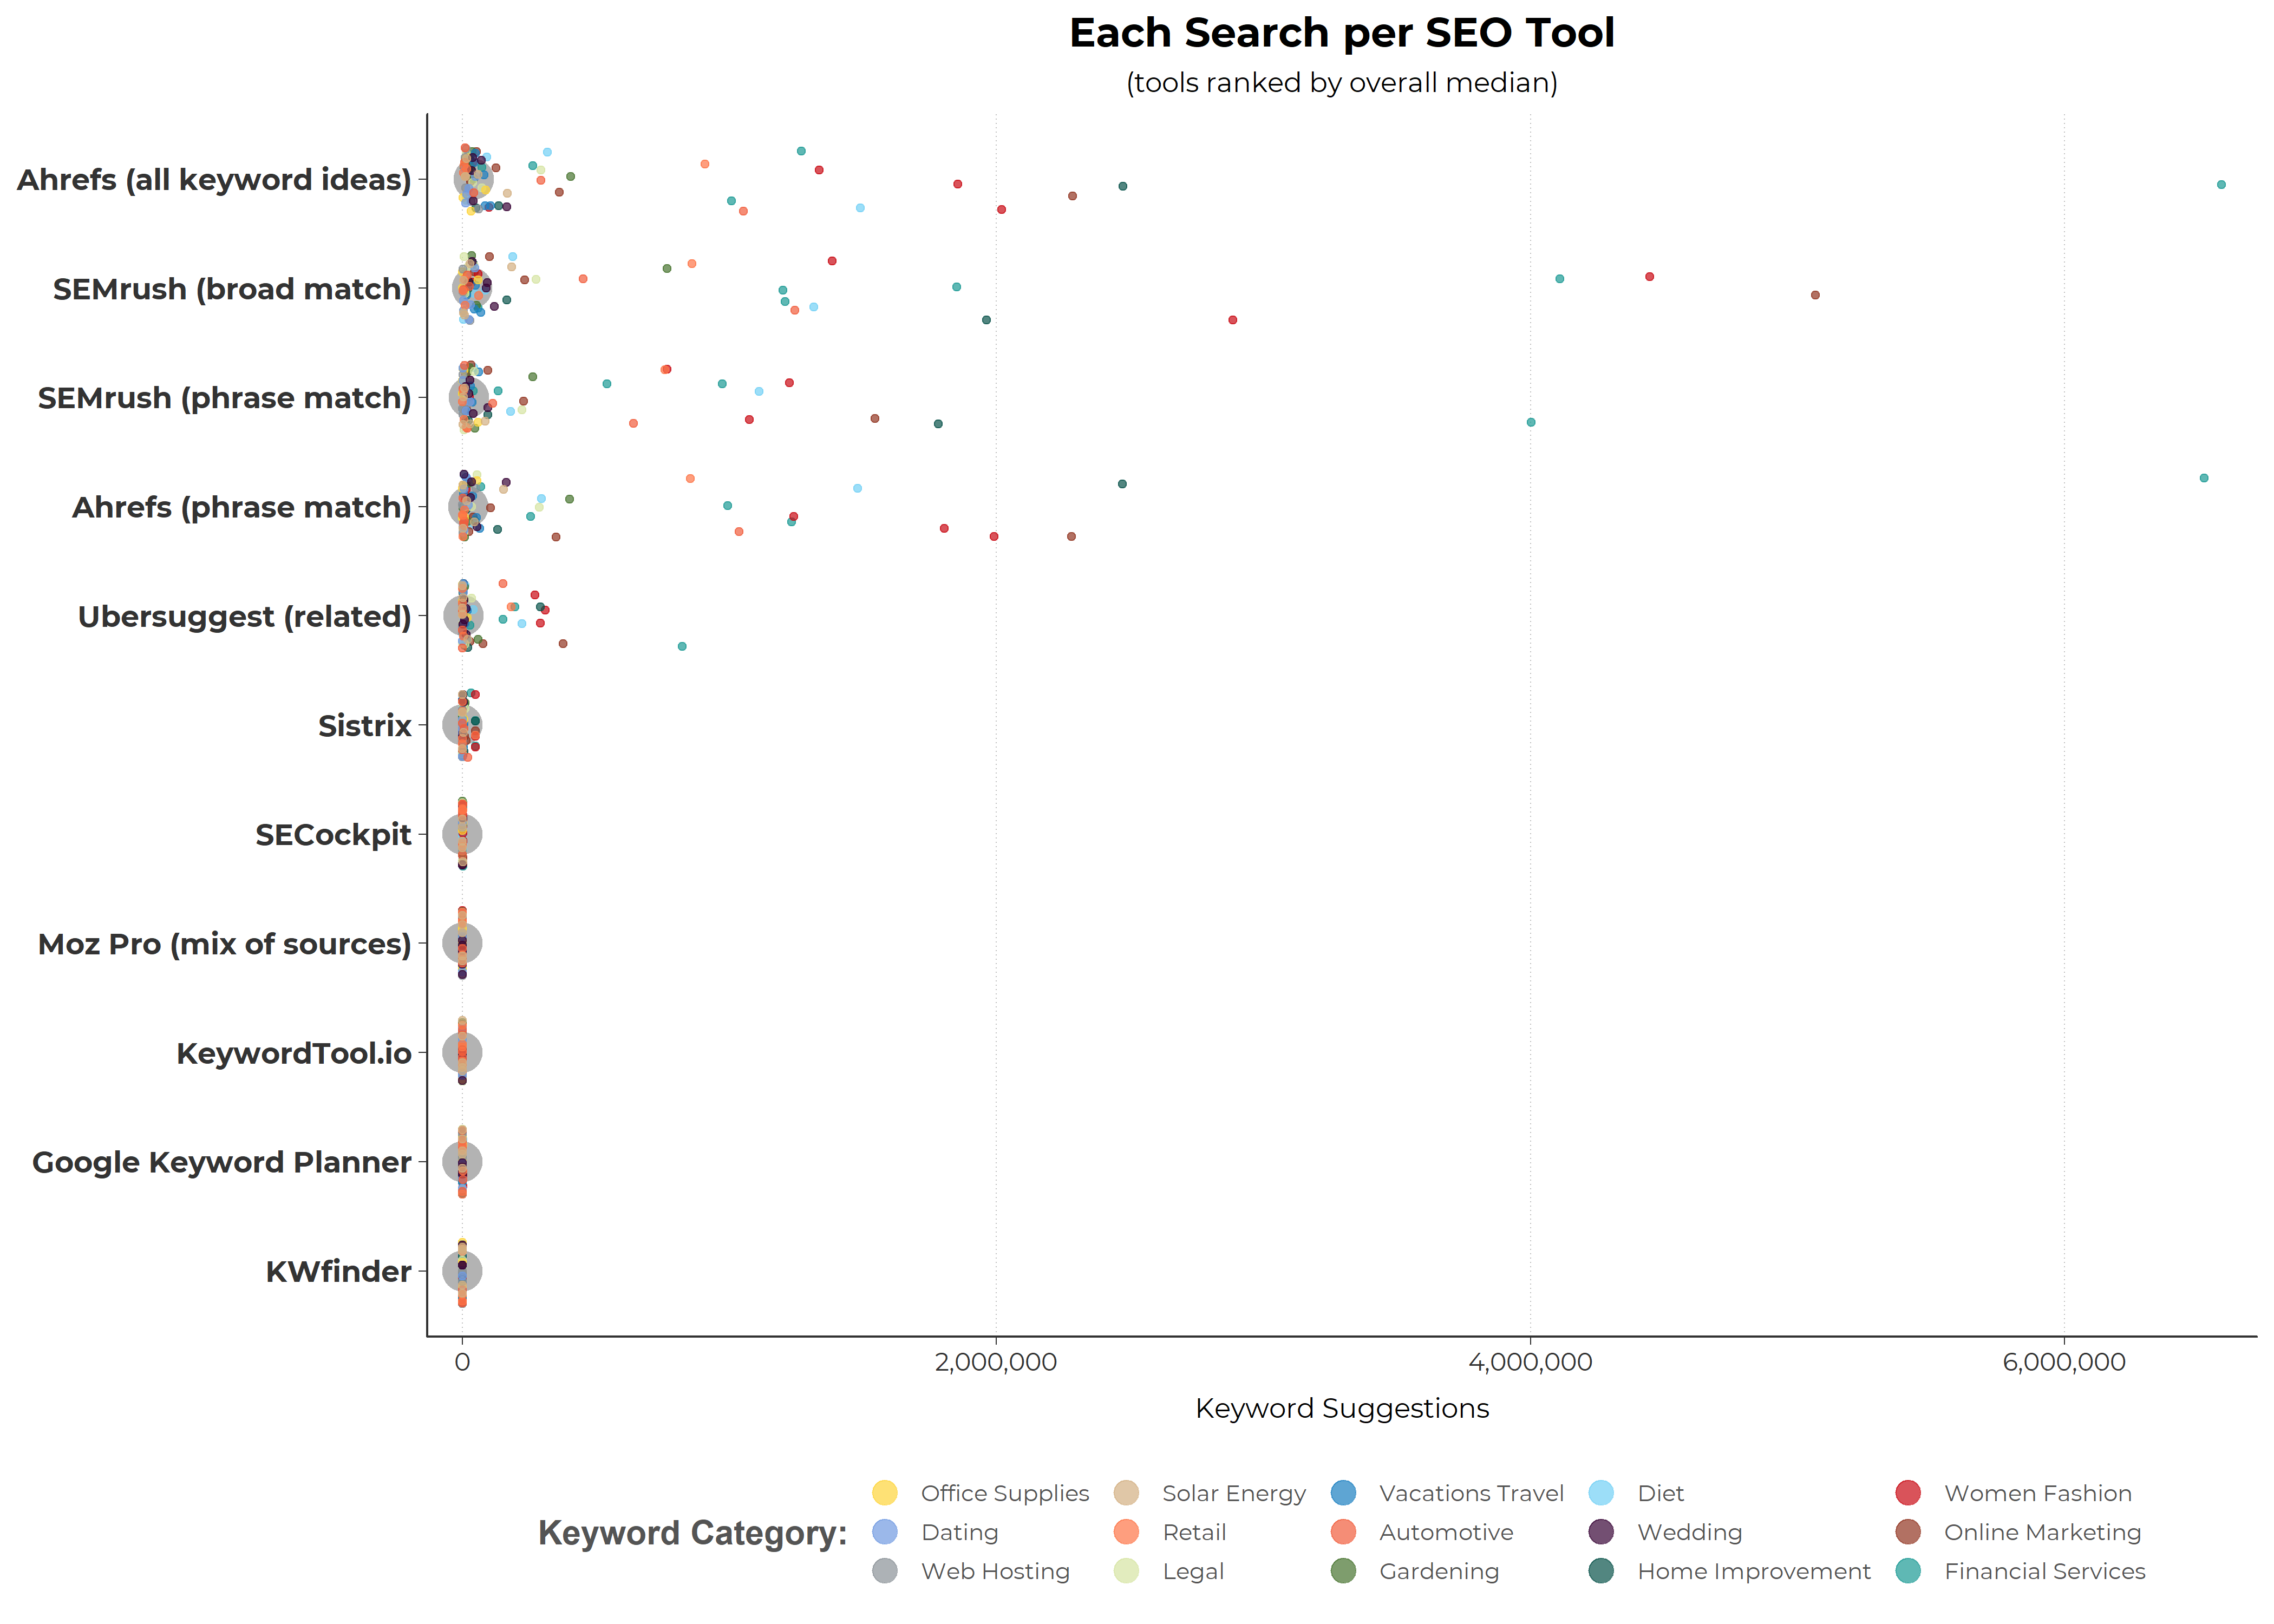 Each Search per SEO Tool
(tools ranked by overall median)
Ahrefs (all keyword ideas)
SEMrush (broad match)
SEMrush (phrase match)
Ahrefs (phrase match)
Ubersuggest (related)
Sistrix
SECockpit
Moz Pro (mix of sources)
KeywordTool.io
Google Keyword Planner
KWfinder
0 2,000,000 4,000,000 6,000,000
Keyword Suggestions
Keyword Category:
Office Supplies Solar Energy Vacations Travel Diet Women Fashion
Dating Retail Automotive Wedding Online Marketing
Web Hosting Legal Gardening Home Improvement Financial Services